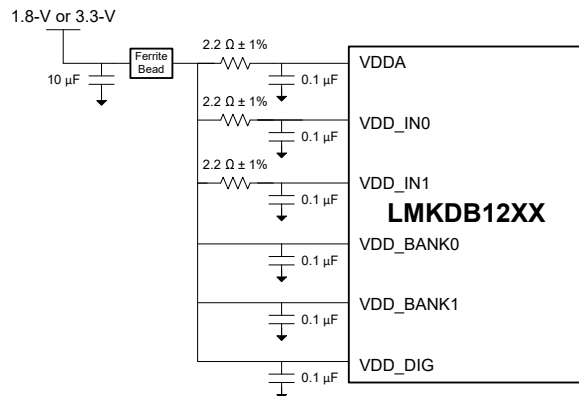 1.8-V or 3.3-V
10 µF
Ferrite
Bead
2.2 Ω ± 1%
0.1 µF
VDDA
2.2 Ω ± 1%
0.1 µF
VDD_IN0
2.2 Ω ± 1%
0.1 µF
VDD_IN1
LMKDB12XX
0.1 µF
VDD_BANK0
0.1 µF
VDD_BANK1
0.1 µF
VDD_DIG